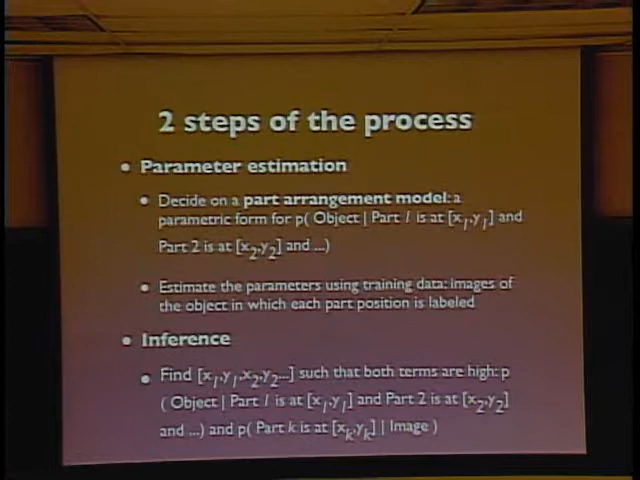 2 steps of the process
• Parameter estimation
• Decide on a part arrangement model: a
parametric form for p( Object | Part 1 is at [x1,y1] and
Part 2 is at [x2,y2] and ...)
• Estimate the parameters using training data: images of
the object in which each part position is labeled
• Inference
• Find [x1,y1,x2,y2...] such that both terms are high: p
( Object | Part 1 is at [x1,y1] and Part 2 is at [x2,y2]
and ...) and p( Part k is at [xk,yk] | Image )